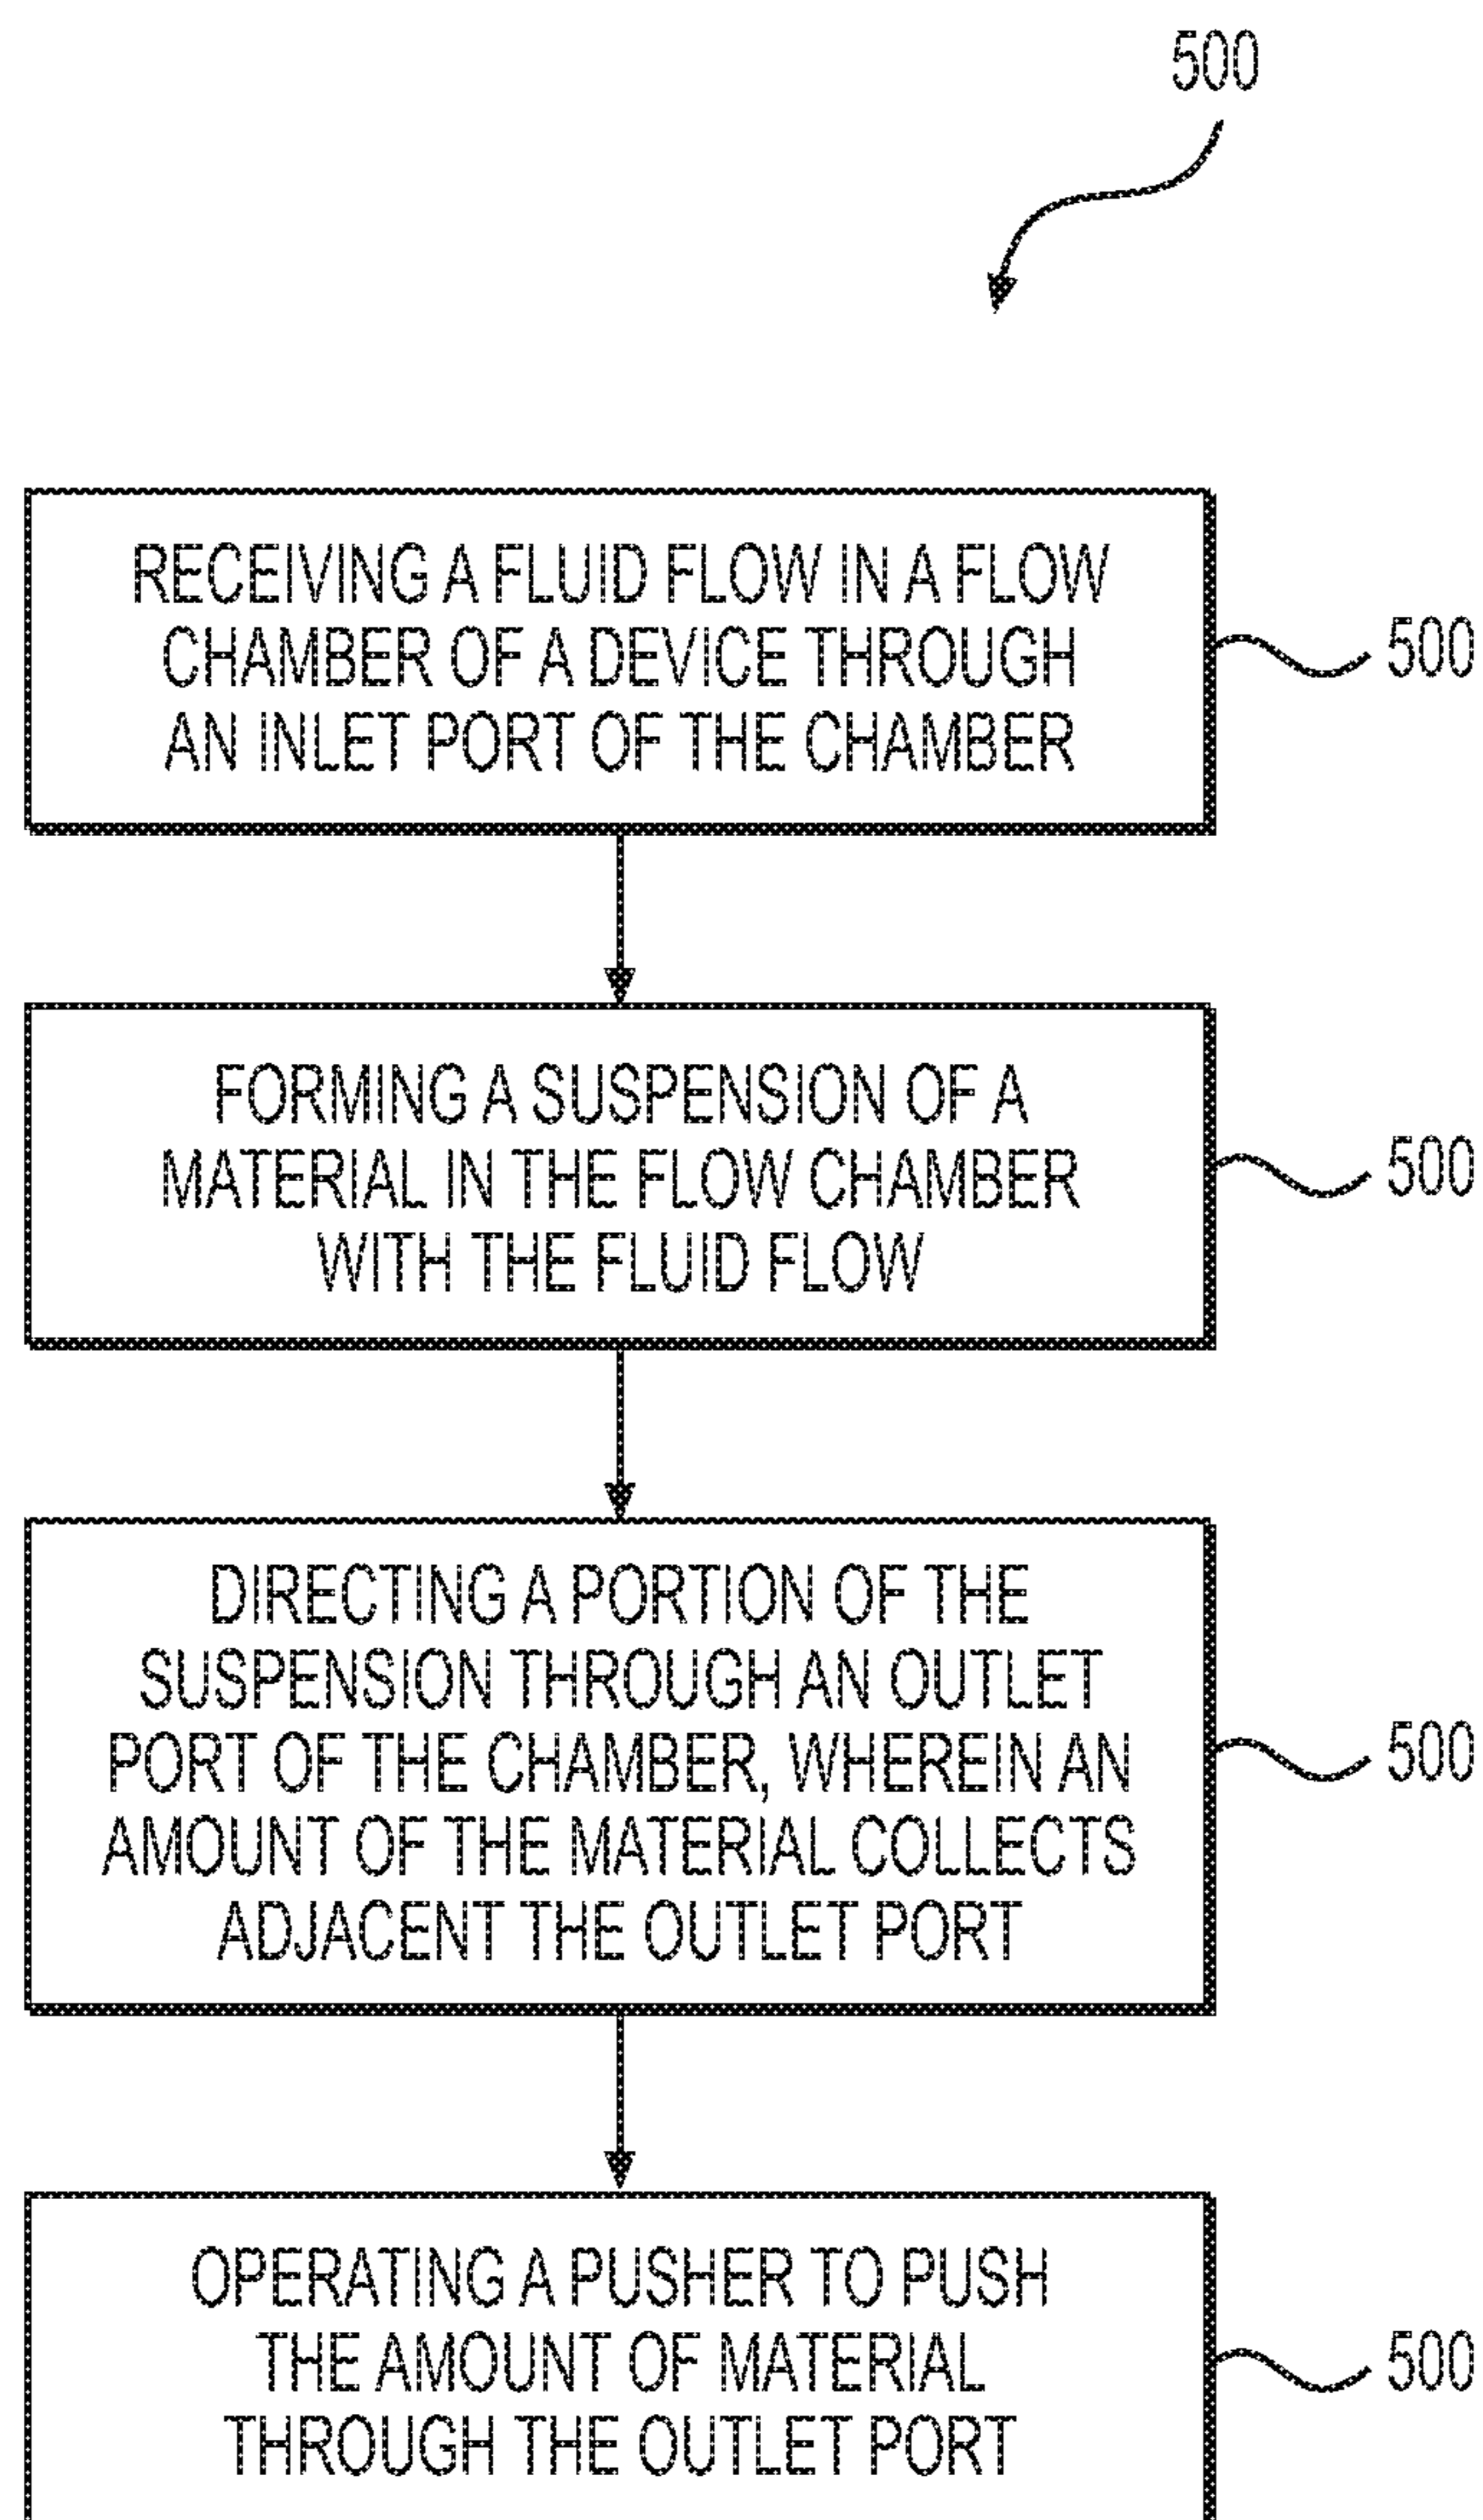 500
RECEIVING A FLUID FLOW IN A FLOW
CHAMBER OF A DEVICE THROUGH
AN INLET PORT OF THE CHAMBER
500
FORMING A SUSPENSION OF A
MATERIAL IN THE FLOW CHAMBER
WITH THE FLUID FLOW
500
DIRECTING A PORTION OF THE
SUSPENSION THROUGH AN OUTLET
PORT OF THE CHAMBER, WHEREIN AN
AMOUNT OF THE MATERIAL COLLECTS
ADJACENT THE OUTLET PORT
500
OPERATING A PUSHER TO PUSH
THE AMOUNT OF MATERIAL
THROUGH THE OUTLET PORT
500